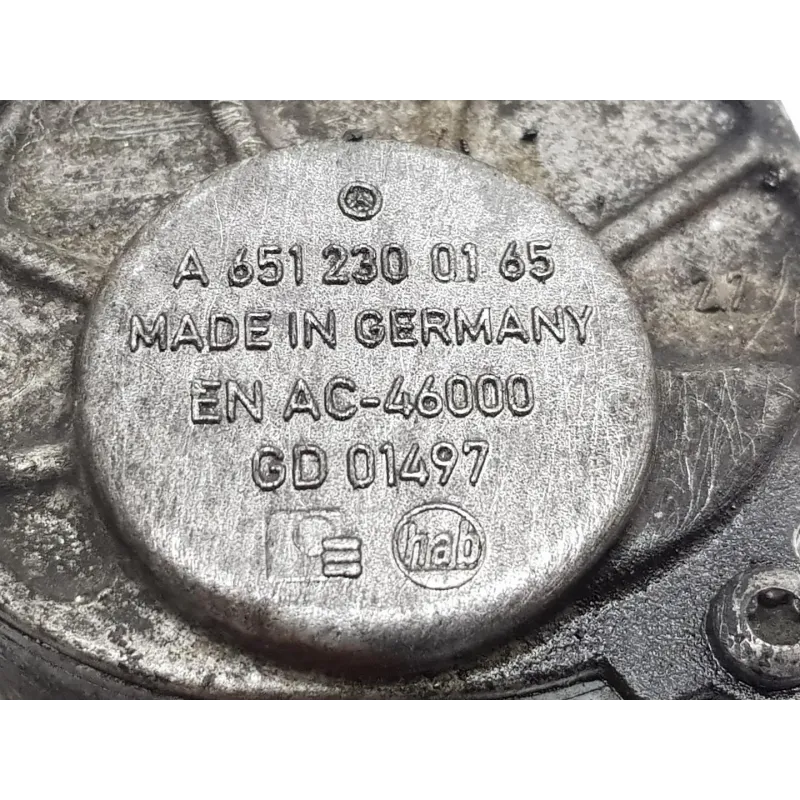 A 651 230 01 65
MADE IN GERMANY
EN AC-46000
GD 01497
hab